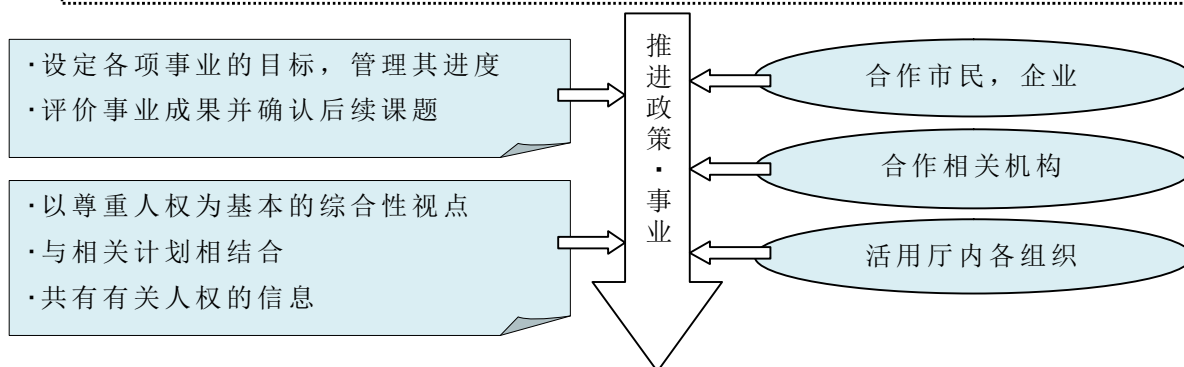 ·设定各项事业的目标，管理其进度
·评价事业成果并确认后续课题
·以尊重人权为基本的综合性视点
·与相关计划相结合
·共有有关人权的信息
推进政策·事业
合作市民，企业
合作相关机构
活用厅内各组织